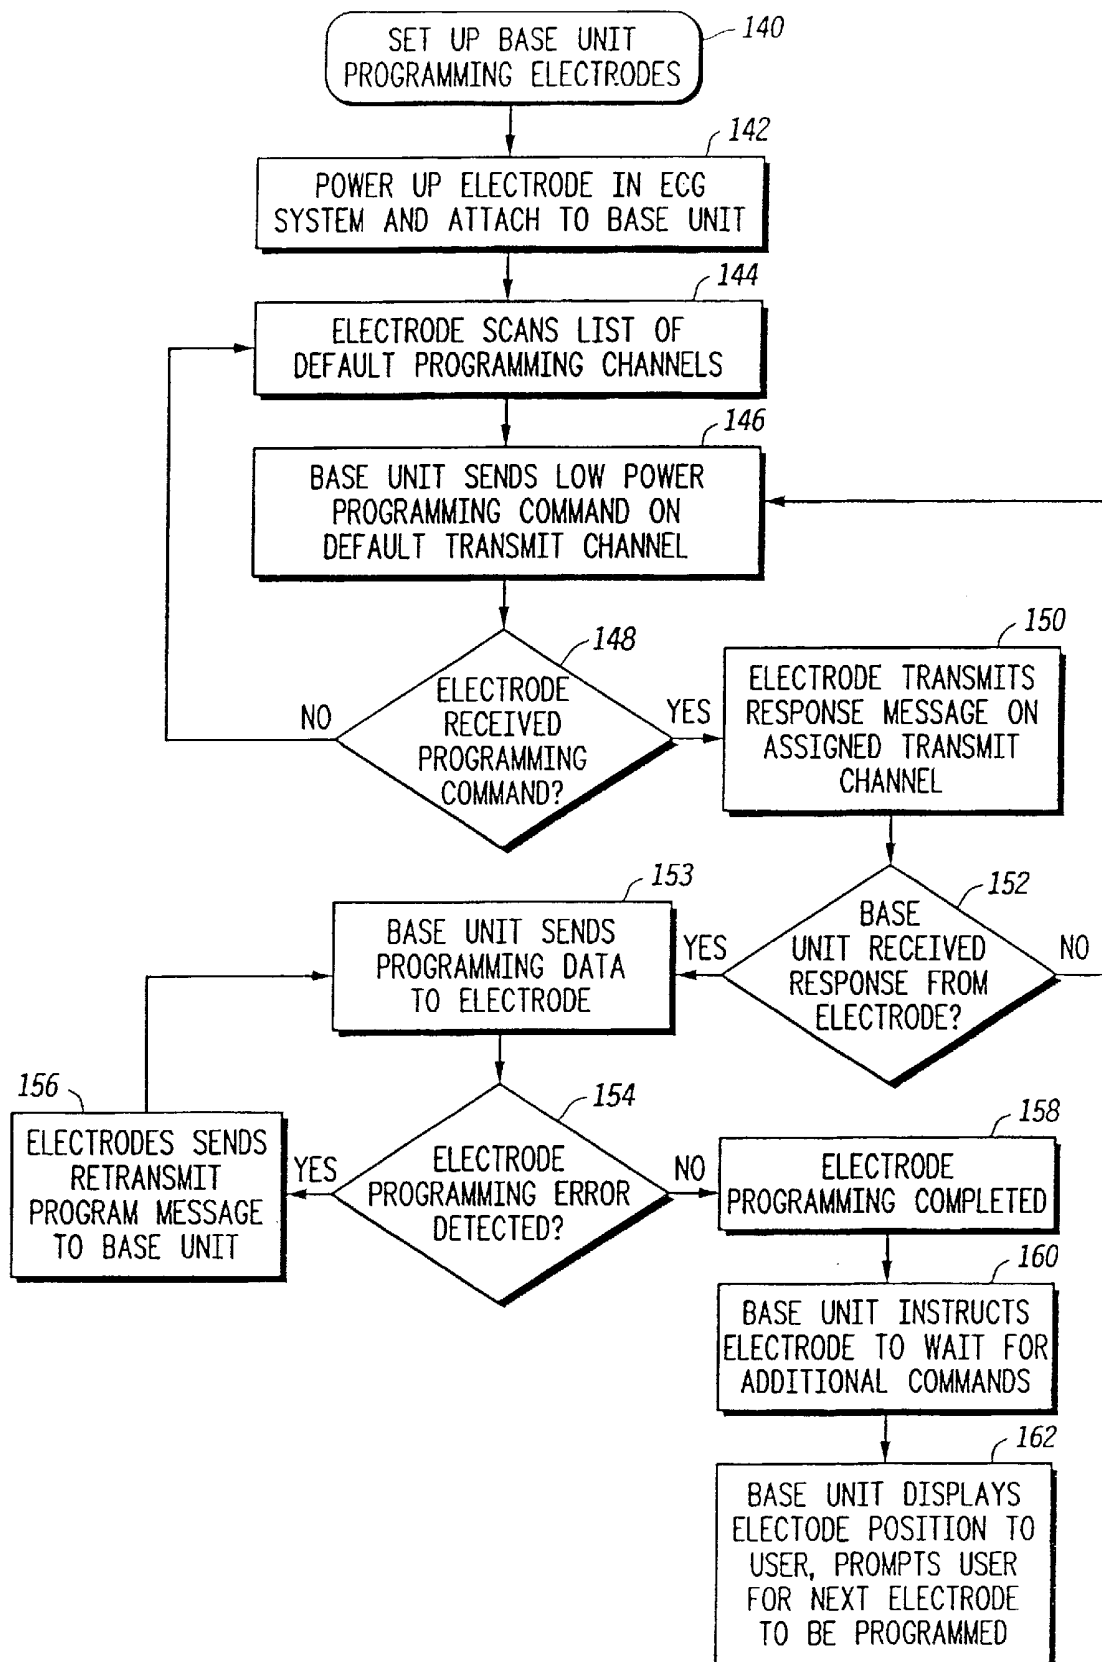 SET UP BASE UNIT
PROGRAMMING ELECTRODES
140
142
POWER UP ELECTRODE IN ECG
SYSTEM AND ATTACH TO BASE UNIT
144
ELECTRODE SCANS LIST OF
DEFAULT PROGRAMMING CHANNELS
146
BASE UNIT SENDS LOW POWER
PROGRAMMING COMMAND ON
DEFAULT TRANSMIT CHANNEL
148
ELECTRODE
RECEIVED
PROGRAMMING
COMMAND?
NO
YES
150
ELECTRODE TRANSMITS
RESPONSE MESSAGE ON
ASSIGNED TRANSMIT
CHANNEL
152
BASE
UNIT RECEIVED
RESPONSE FROM
ELECTRODE?
YES
NO
153
BASE UNIT SENDS
PROGRAMMING DATA
TO ELECTRODE
154
ELECTRODE
PROGRAMMING ERROR
DETECTED?
YES
NO
156
ELECTRODES SENDS
RETRANSMIT
PROGRAM MESSAGE
TO BASE UNIT
158
ELECTRODE
PROGRAMMING COMPLETED
160
BASE UNIT INSTRUCTS
ELECTRODE TO WAIT FOR
ADDITIONAL COMMANDS
162
BASE UNIT DISPLAYS
ELECTODE POSITION TO
USER, PROMPTS USER
FOR NEXT ELECTRODE
TO BE PROGRAMMED